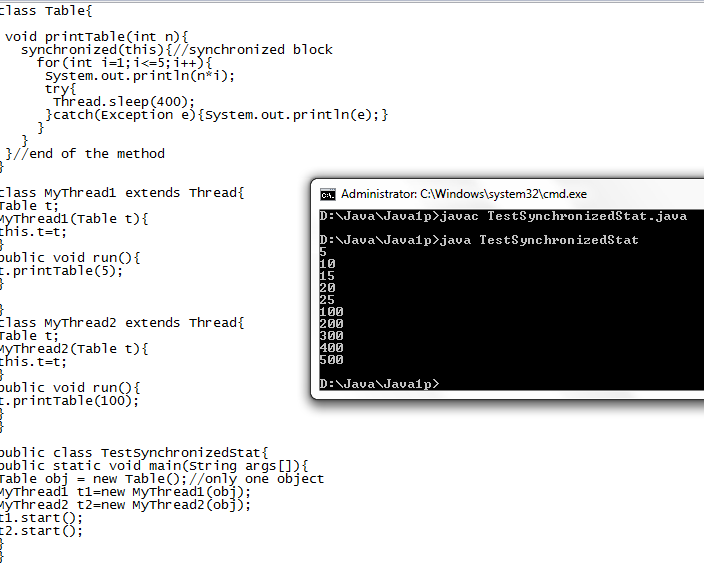 class Table{
void printTable(int n){
synchronized(this){//synchronized block
for(int i=1;i<=5;i++){
System.out.println(n*i);
try{
Thread.sleep(400);
}catch(Exception e){System.out.println(e);}
}
}
}//end of the method
}
class MyThread1 extends Thread{
Table t;
MyThread1(Table t){
this.t=t;
}
public void run(){
t.printTable(5);
}
}
class MyThread2 extends Thread{
Table t;
MyThread2(Table t){
this.t=t;
}
public void run(){
t.printTable(100);
}
}
public class TestSynchronizedStat{
public static void main(String args[]){
Table obj = new Table();//only one object
MyThread1 t1=new MyThread1(obj);
MyThread2 t2=new MyThread2(obj);
t1.start();
t2.start();
}
}
C:\. Administrator: C:\Windows\system32\cmd.exe
D:\Java\Java1p>javac TestSynchronizedStat.java
D:\Java\Java1p>java TestSynchronizedStat
5
10
15
20
25
100
200
300
400
500
D:\Java\Java1p>